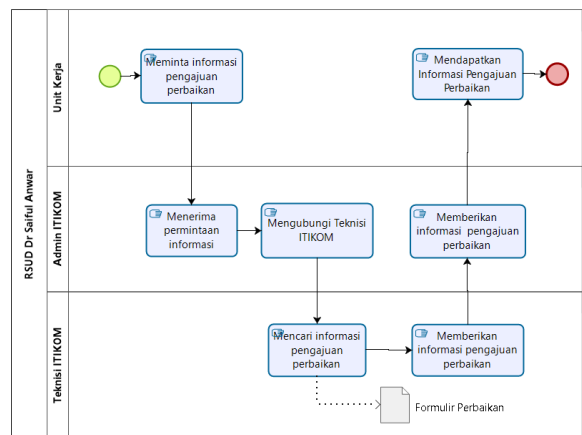 RSUD Dr Saiful Anwar
Unit Kerja
Meminta informasi
pengajuan
perbaikan
Mendapatkan
Informasi Pengajuan
Perbaikan
Admin ITIKOM
Menerima
permintaan
informasi
Mengubungi Teknisi
ITIKOM
Memberikan
informasi pengajuan
perbaikan
Teknisi ITIKOM
Mencari informasi
pengajuan
perbaikan
Memberikan
informasi pengajuan
perbaikan
Formulir Perbaikan